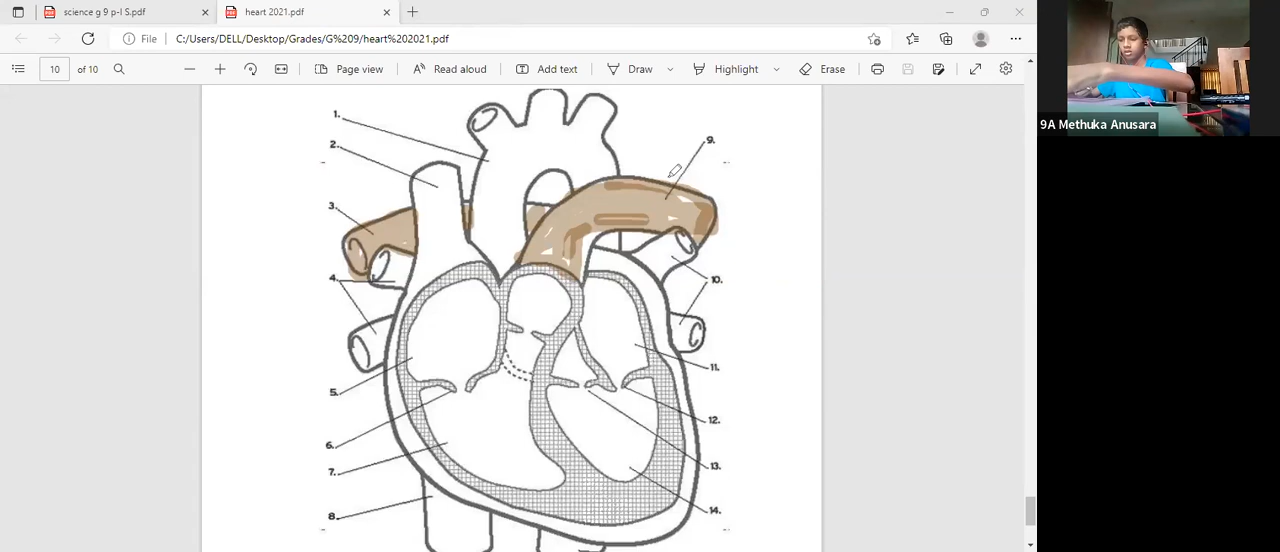 science g 9 p-I S.pdf
heart 2021.pdf
File
C:/Users/DELL/Desktop/Grades/G%209/heart%202021.pdf
10
of 10
Page view
Add text
Draw
Highlight
Erase
9A Methuka Anusara
1.
2.
3.
4.
5.
6.
7.
8.
9.
10.
11.
12.
13.
14.